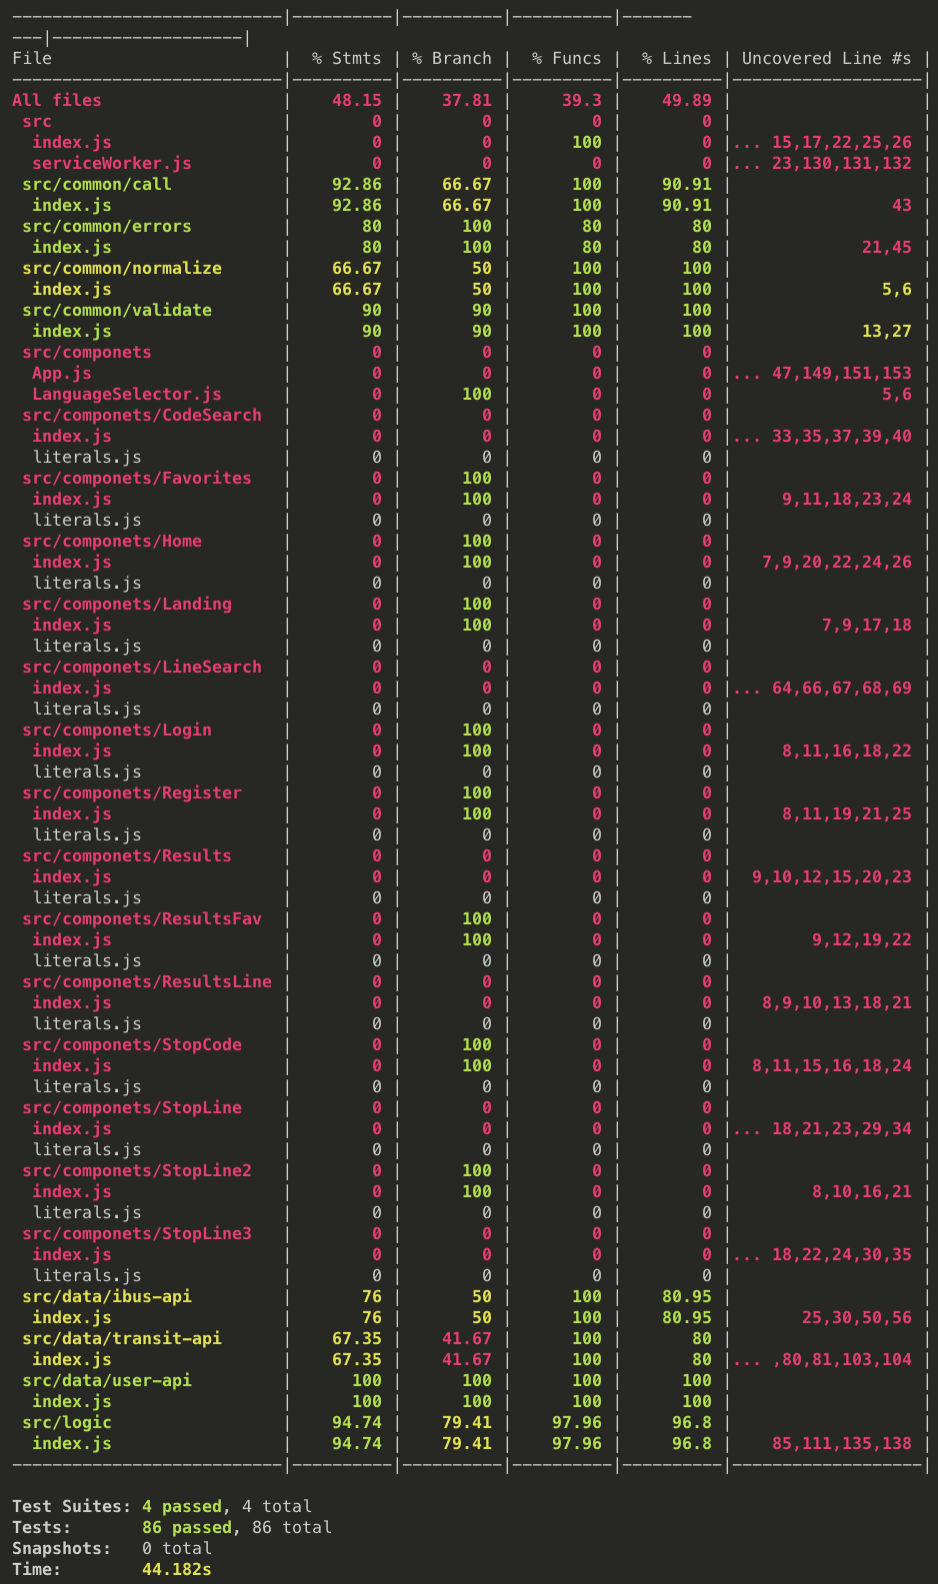 ---------------------------|----------|----------|----------|-------
---|-------------------|
File                       |  % Stmts | % Branch |  % Funcs |  % Lines | Uncovered Line #s |
---------------------------|----------|----------|----------|----------|-------------------|
All files                  |    48.15 |    37.81 |     39.3 |    49.89 |                   |
 src                       |        0 |        0 |        0 |        0 |                   |
  index.js                 |        0 |        0 |      100 |        0 |... 15,17,22,25,26 |
  serviceWorker.js         |        0 |        0 |        0 |        0 |... 23,130,131,132 |
 src/common/call           |    92.86 |    66.67 |      100 |    90.91 |                   |
  index.js                 |    92.86 |    66.67 |      100 |    90.91 |                43 |
 src/common/errors         |       80 |      100 |       80 |       80 |                   |
  index.js                 |       80 |      100 |       80 |       80 |             21,45 |
 src/common/normalize      |    66.67 |       50 |      100 |      100 |                   |
  index.js                 |    66.67 |       50 |      100 |      100 |               5,6 |
 src/common/validate       |       90 |       90 |      100 |      100 |                   |
  index.js                 |       90 |       90 |      100 |      100 |             13,27 |
 src/componets             |        0 |        0 |        0 |        0 |                   |
  App.js                   |        0 |        0 |        0 |        0 |... 47,149,151,153 |
  LanguageSelector.js      |        0 |      100 |        0 |        0 |               5,6 |
 src/componets/CodeSearch  |        0 |        0 |        0 |        0 |                   |
  index.js                 |        0 |        0 |        0 |        0 |... 33,35,37,39,40 |
  literals.js              |        0 |        0 |        0 |        0 |                   |
 src/componets/Favorites   |        0 |      100 |        0 |        0 |                   |
  index.js                 |        0 |      100 |        0 |        0 |     9,11,18,23,24 |
  literals.js              |        0 |        0 |        0 |        0 |                   |
 src/componets/Home        |        0 |      100 |        0 |        0 |                   |
  index.js                 |        0 |      100 |        0 |        0 |   7,9,20,22,24,26 |
  literals.js              |        0 |        0 |        0 |        0 |                   |
 src/componets/Landing     |        0 |      100 |        0 |        0 |                   |
  index.js                 |        0 |      100 |        0 |        0 |         7,9,17,18 |
  literals.js              |        0 |        0 |        0 |        0 |                   |
 src/componets/LineSearch  |        0 |        0 |        0 |        0 |                   |
  index.js                 |        0 |        0 |        0 |        0 |... 64,66,67,68,69 |
  literals.js              |        0 |        0 |        0 |        0 |                   |
 src/componets/Login       |        0 |      100 |        0 |        0 |                   |
  index.js                 |        0 |      100 |        0 |        0 |     8,11,16,18,22 |
  literals.js              |        0 |        0 |        0 |        0 |                   |
 src/componets/Register    |        0 |      100 |        0 |        0 |                   |
  index.js                 |        0 |      100 |        0 |        0 |     8,11,19,21,25 |
  literals.js              |        0 |        0 |        0 |        0 |                   |
 src/componets/Results     |        0 |        0 |        0 |        0 |                   |
  index.js                 |        0 |        0 |        0 |        0 |  9,10,12,15,20,23 |
  literals.js              |        0 |        0 |        0 |        0 |                   |
 src/componets/ResultsFav  |        0 |      100 |        0 |        0 |                   |
  index.js                 |        0 |      100 |        0 |        0 |        9,12,19,22 |
  literals.js              |        0 |        0 |        0 |        0 |                   |
 src/componets/ResultsLine |        0 |        0 |        0 |        0 |                   |
  index.js                 |        0 |        0 |        0 |        0 |   8,9,10,13,18,21 |
  literals.js              |        0 |        0 |        0 |        0 |                   |
 src/componets/StopCode    |        0 |      100 |        0 |        0 |                   |
  index.js                 |        0 |      100 |        0 |        0 |  8,11,15,16,18,24 |
  literals.js              |        0 |        0 |        0 |        0 |                   |
 src/componets/StopLine    |        0 |        0 |        0 |        0 |                   |
  index.js                 |        0 |        0 |        0 |        0 |... 18,21,23,29,34 |
  literals.js              |        0 |        0 |        0 |        0 |                   |
 src/componets/StopLine2   |        0 |      100 |        0 |        0 |                   |
  index.js                 |        0 |      100 |        0 |        0 |        8,10,16,21 |
  literals.js              |        0 |        0 |        0 |        0 |                   |
 src/componets/StopLine3   |        0 |        0 |        0 |        0 |                   |
  index.js                 |        0 |        0 |        0 |        0 |... 18,22,24,30,35 |
  literals.js              |        0 |        0 |        0 |        0 |                   |
 src/data/ibus-api         |       76 |       50 |      100 |    80.95 |                   |
  index.js                 |       76 |       50 |      100 |    80.95 |       25,30,50,56 |
 src/data/transit-api      |    67.35 |    41.67 |      100 |       80 |                   |
  index.js                 |    67.35 |    41.67 |      100 |       80 |... ,80,81,103,104 |
 src/data/user-api         |      100 |      100 |      100 |      100 |                   |
  index.js                 |      100 |      100 |      100 |      100 |                   |
 src/logic                 |    94.74 |    79.41 |    97.96 |     96.8 |                   |
  index.js                 |    94.74 |    79.41 |    97.96 |     96.8 |    85,111,135,138 |
---------------------------|----------|----------|----------|----------|-------------------|
Test Suites: 4 passed, 4 total
Tests:       86 passed, 86 total
Snapshots:   0 total
Time:        44.182s